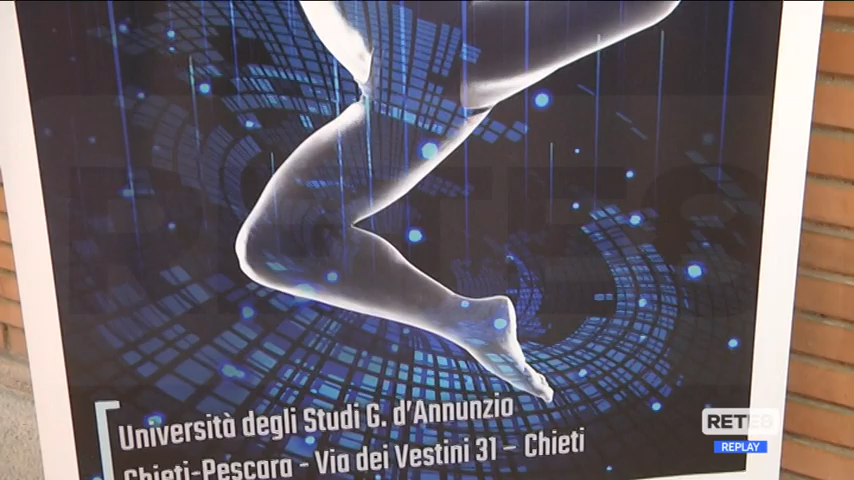 Università degli Studi G. d'Annunzio
Chieti-Pescara - Via dei Vestini 31 – Chieti
RETE8
REPLAY